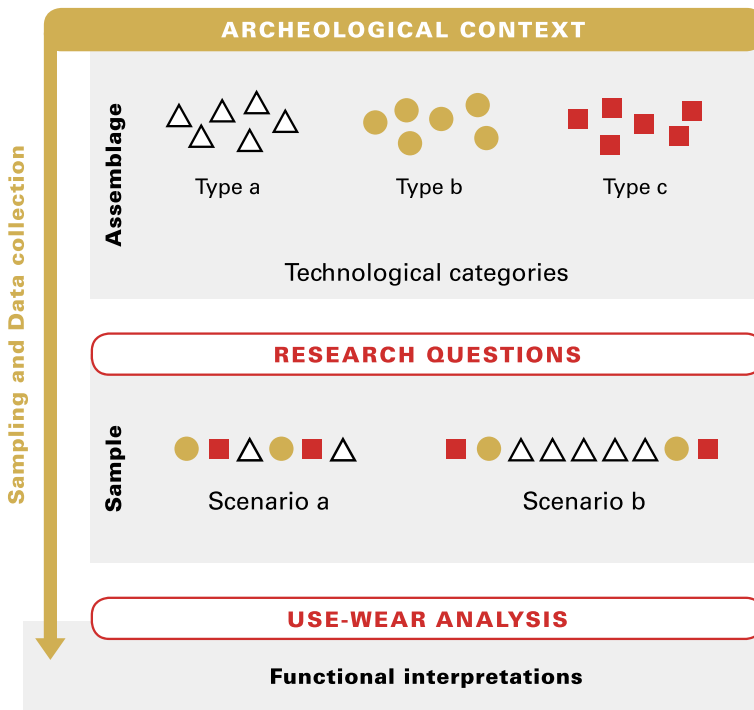 ARCHEOLOGICAL CONTEXT
Sampling and Data collection
Assemblage
Type a
Type b
Type c
Technological categories
RESEARCH QUESTIONS
Sample
Scenario a
Scenario b
USE-WEAR ANALYSIS
Functional interpretations